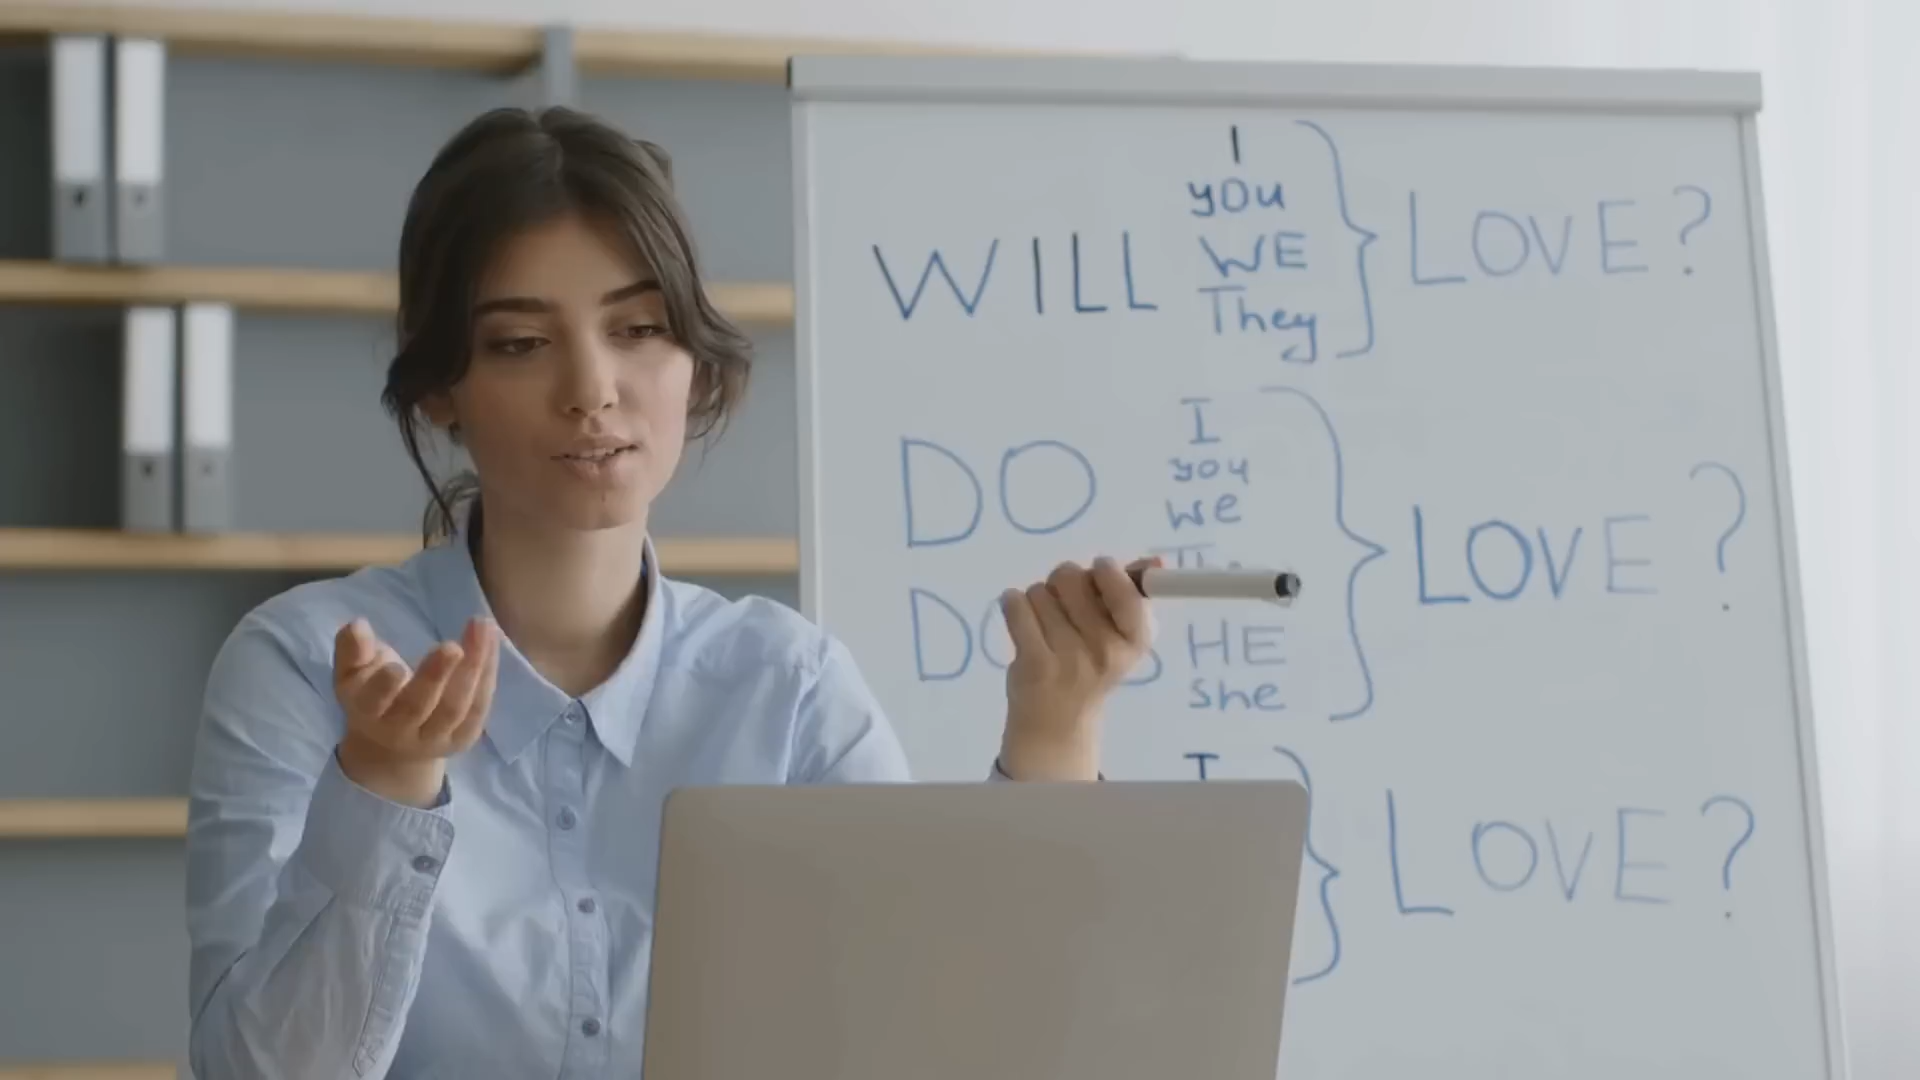 I
you
WILL WE } LOVE ?
They
I
you
DO we } LOVE ?
HE
she
I
} LOVE ?